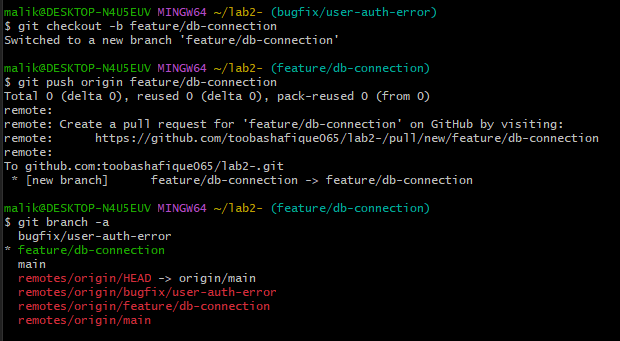 malik@DESKTOP-N4U5EUV MINGW64 ~/lab2- (bugfix/user-auth-error)
$ git checkout -b feature/db-connection
Switched to a new branch 'feature/db-connection'
malik@DESKTOP-N4U5EUV MINGW64 ~/lab2- (feature/db-connection)
$ git push origin feature/db-connection
Total 0 (delta 0), reused 0 (delta 0), pack-reused 0 (from 0)
remote:
remote: Create a pull request for 'feature/db-connection' on GitHub by visiting:
remote:      https://github.com/toobashafique065/lab2-/pull/new/feature/db-connection
remote:
To github.com:toobashafique065/lab2-.git
 * [new branch]      feature/db-connection -> feature/db-connection
malik@DESKTOP-N4U5EUV MINGW64 ~/lab2- (feature/db-connection)
$ git branch -a
  bugfix/user-auth-error
* feature/db-connection
  main
  remotes/origin/HEAD -> origin/main
  remotes/origin/bugfix/user-auth-error
  remotes/origin/feature/db-connection
  remotes/origin/main